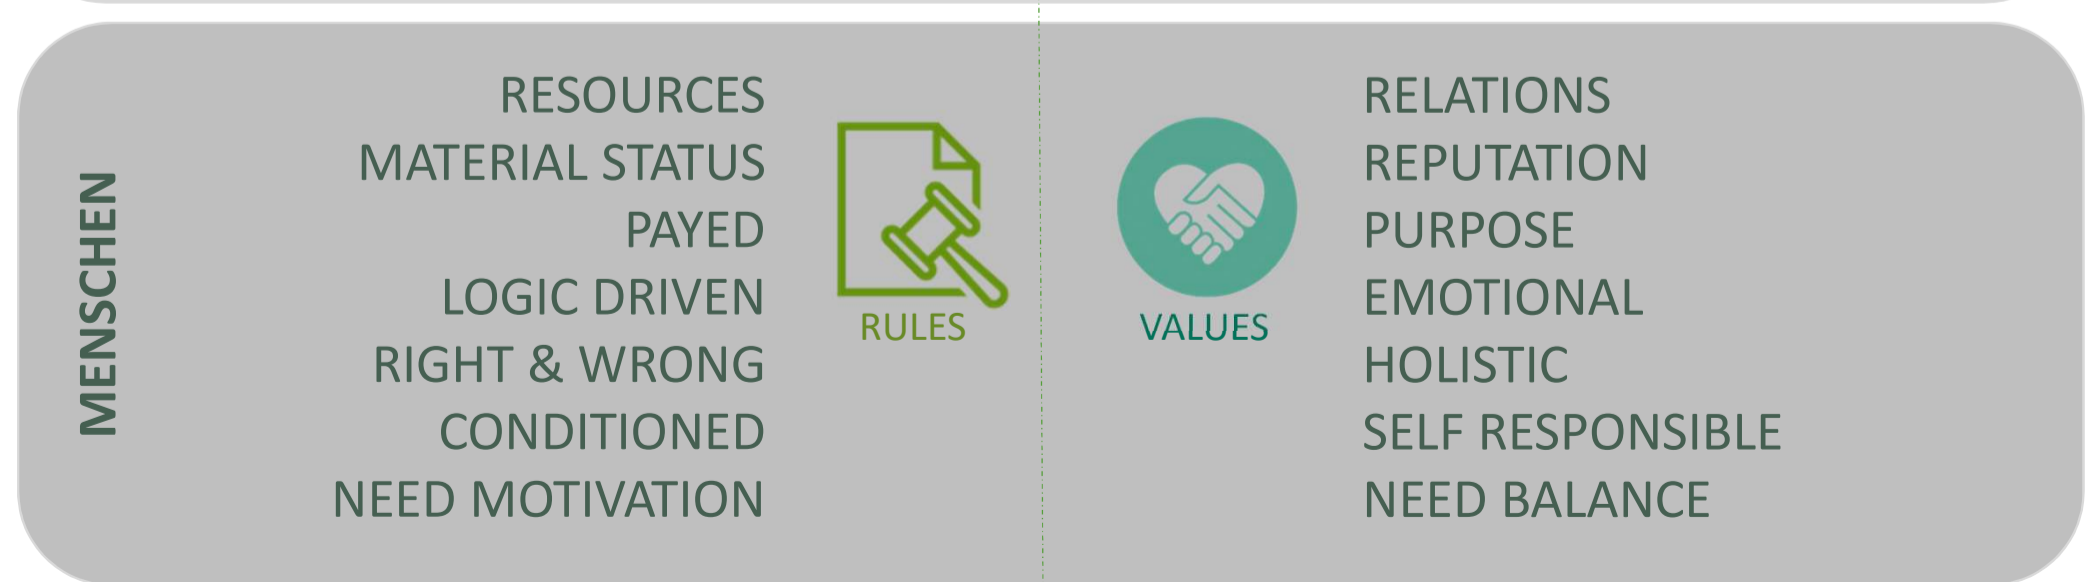 MENSCHEN
RESOURCES
MATERIAL STATUS
PAYED
LOGIC DRIVEN
RIGHT & WRONG
CONDITIONED
NEED MOTIVATION
RULES
VALUES
RELATIONS
REPUTATION
PURPOSE
EMOTIONAL
HOLISTIC
SELF RESPONSIBLE
NEED BALANCE